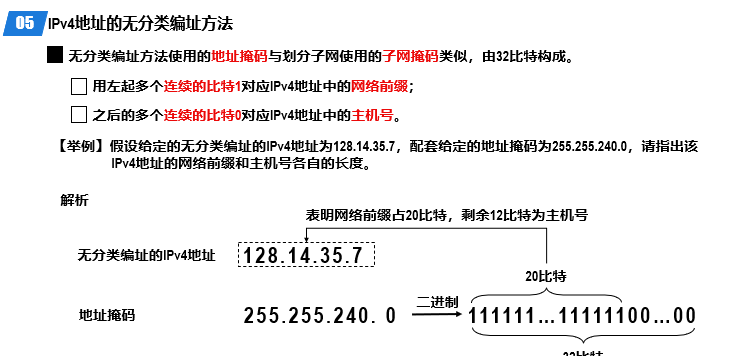 05 IPv4地址的无分类编址方法
无分类编址方法使用的地址掩码与划分子网使用的子网掩码类似，由32比特构成。
用左起多个连续的比特1对应IPv4地址中的网络前缀；
之后的多个连续的比特0对应IPv4地址中的主机号。
【举例】假设给定的无分类编址的IPv4地址为128.14.35.7，配套给定的地址掩码为255.255.240.0，请指出该
IPv4地址的网络前缀和主机号各自的长度。
解析
表明网络前缀占20比特，剩余12比特为主机号
无分类编址的IPv4地址 128.14.35.7
20比特
地址掩码 255.255.240. 0 二进制 111111...11111100...00
32比特